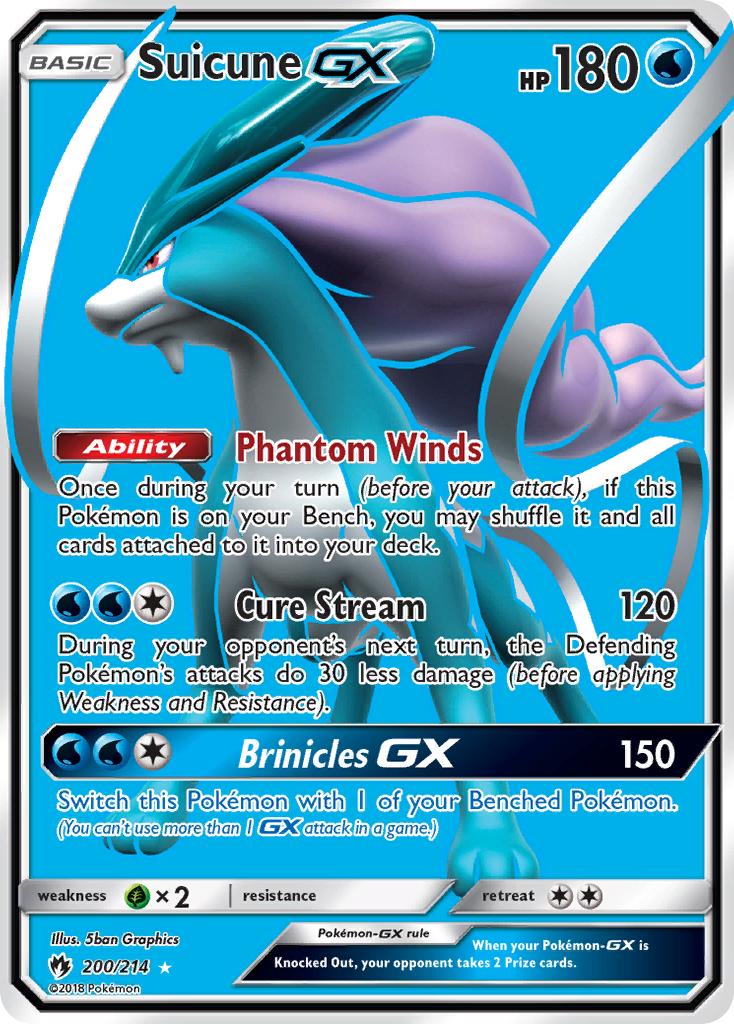 BASIC Suicune GX HP 180
Ability Phantom Winds
Once during your turn (before your attack), if this
Pokémon is on your Bench, you may shuffle it and all
cards attached to it into your deck.
Cure Stream 120
During your opponent's next turn, the Defending
Pokémon's attacks do 30 less damage (before applying
Weakness and Resistance).
Brinicles GX 150
Switch this Pokémon with 1 of your Benched Pokémon.
(You can't use more than 1 GX attack in a game.)
weakness ×2 resistance retreat
Illus. 5ban Graphics
200/214
©2018 Pokémon
Pokémon-GX rule
When your Pokémon-GX is
Knocked Out, your opponent takes 2 Prize cards.